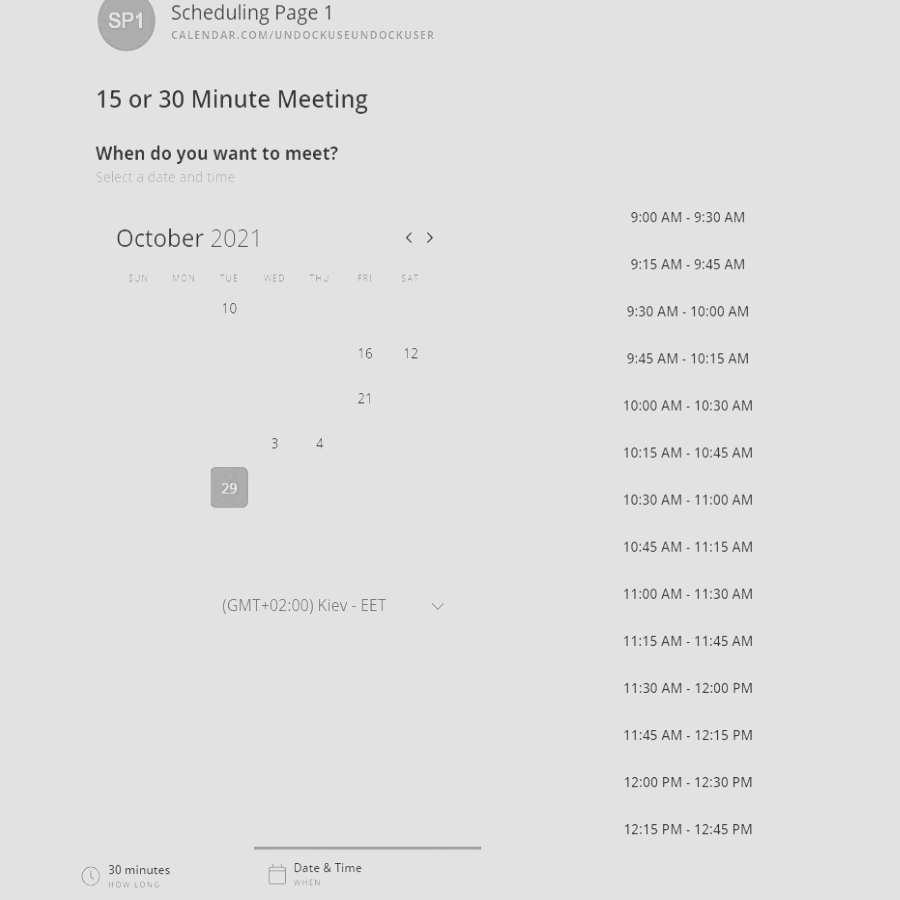 SP1
Scheduling Page 1
CALENDAR.COM/UNDOCKUSEUNDOCKUSER
15 or 30 Minute Meeting
When do you want to meet?
Select a date and time
October 2021
SUN MON TUE WED THU FRI SAT
10
16 12
21
3 4
29
(GMT+02:00) Kiev - EET
9:00 AM - 9:30 AM
9:15 AM - 9:45 AM
9:30 AM - 10:00 AM
9:45 AM - 10:15 AM
10:00 AM - 10:30 AM
10:15 AM - 10:45 AM
10:30 AM - 11:00 AM
10:45 AM - 11:15 AM
11:00 AM - 11:30 AM
11:15 AM - 11:45 AM
11:30 AM - 12:00 PM
11:45 AM - 12:15 PM
12:00 PM - 12:30 PM
12:15 PM - 12:45 PM
30 minutes
HOW LONG
Date & Time
WHEN